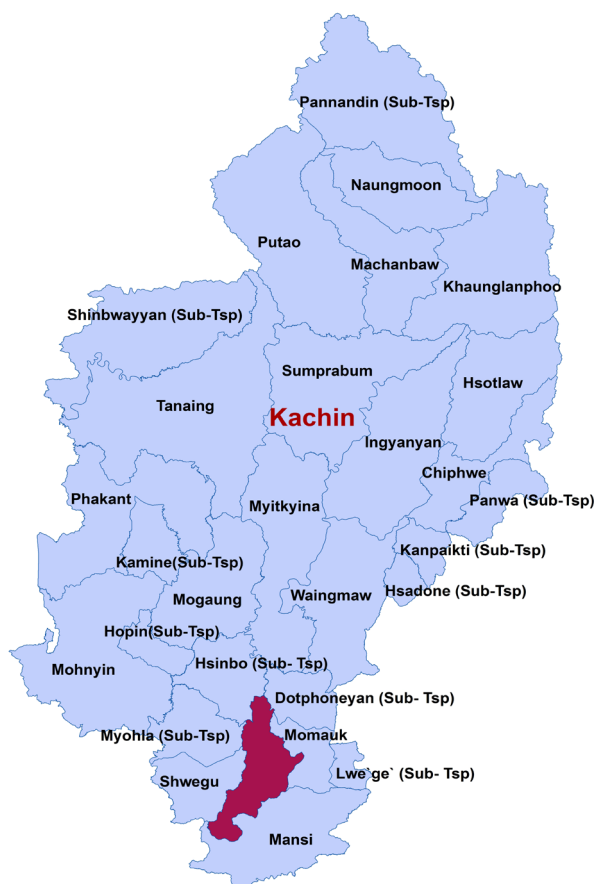 Pannandin (Sub-Tsp)
Naungmoon
Putao
Machanbaw
Khaunglanphoo
Shinbwayyan (Sub-Tsp)
Sumprabum
Hsotlaw
Tanaing
Kachin
Ingyanyan
Chiphwe
Phakant
Panwa (Sub-Tsp)
Myitkyina
Kanpaikti (Sub-Tsp)
Kamine(Sub-Tsp)
Hsadone (Sub-Tsp)
Waingmaw
Mogaung
Hopin(Sub-Tsp)
Hsinbo (Sub- Tsp)
Mohnyin
Dotphoneyan (Sub- Tsp)
Myohla (Sub-Tsp)
Momauk
Lwe`ge` (Sub- Tsp)
Shwegu
Mansi